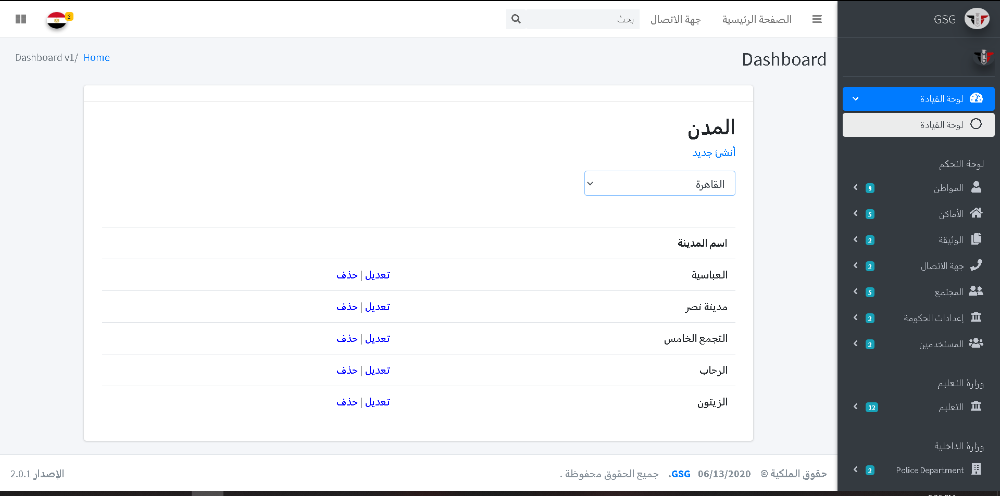 GSG
الصفحة الرئيسية
جهة الاتصال
بحث
2
Dashboard
Dashboard v1/ Home
لوحة القيادة
لوحة القيادة
لوحة التحكم
المواطن 8
الأماكن 5
الوثيقة 2
جهة الاتصال 2
المجتمع 5
إعدادات الحكومة 2
المستخدمين 2
وزارة التعليم
التعليم 12
وزارة الداخلية
Police Department 2
المدن
أنشئ جديد
القاهرة
اسم المدينة
العباسية تعديل | حذف
مدينة نصر تعديل | حذف
التجمع الخامس تعديل | حذف
الرحاب تعديل | حذف
الزيتون تعديل | حذف
حقوق الملكية © 06/13/2020 GSG. جميع الحقوق محفوظة .
الإصدار 2.0.1